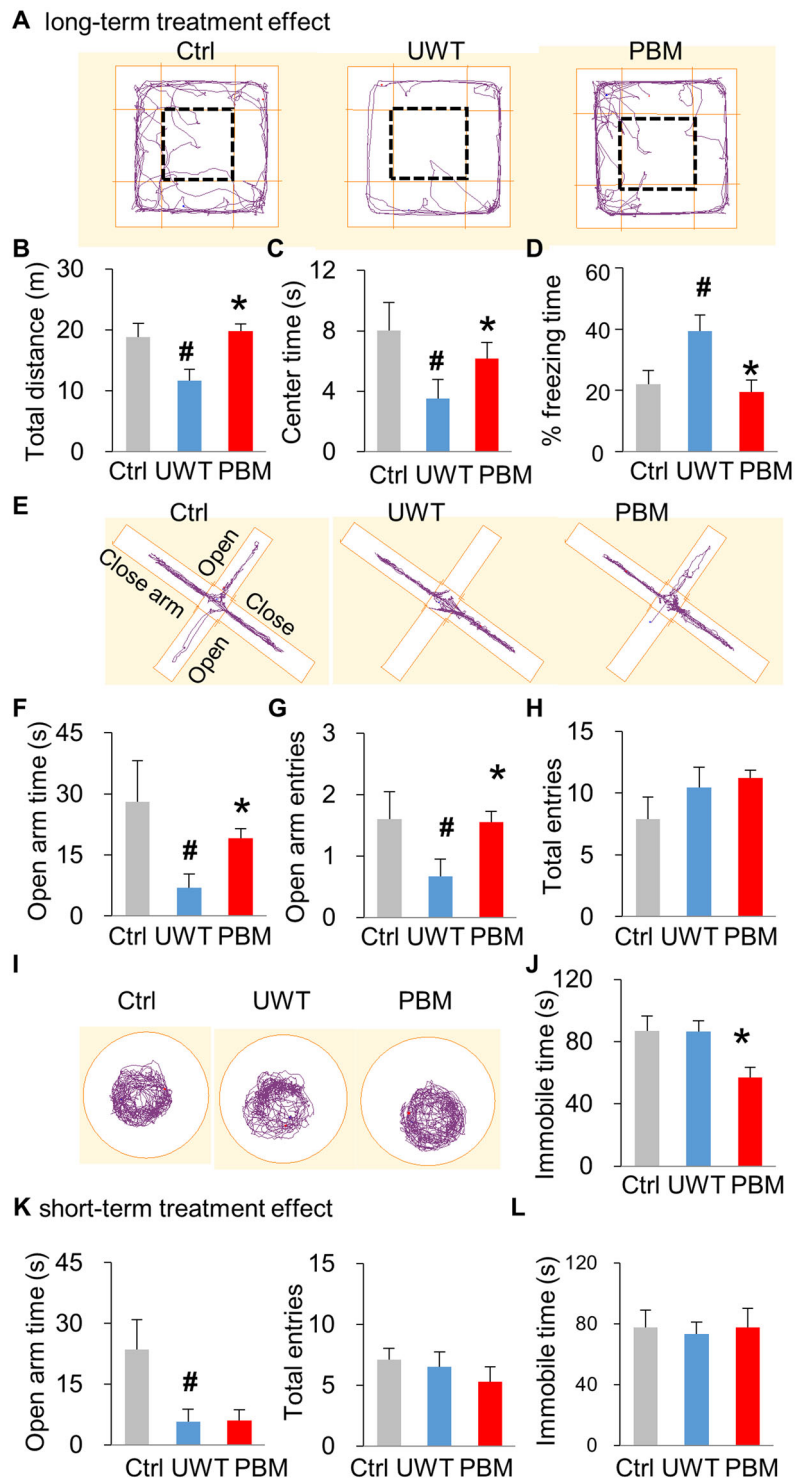 A long-term treatment effect
Ctrl UWT PBM
B C D
Total distance (m)
30
20
10
0
#
*
Ctrl UWT PBM
Center time (s)
12
8
4
0
#
*
Ctrl UWT PBM
% freezing time
60
40
20
0
#
*
Ctrl UWT PBM
E
Ctrl UWT PBM
Open
Close arm
Close
Open
F G H
Open arm time (s)
45
30
15
0
#
*
Ctrl UWT PBM
Open arm entries
3
2
1
0
#
*
Ctrl UWT PBM
Total entries
15
10
5
0
Ctrl UWT PBM
I
Ctrl UWT PBM
J
Immobile time (s)
120
80
40
0
*
Ctrl UWT PBM
K short-term treatment effect
Open arm time (s)
45
30
15
0
#
Ctrl UWT PBM
Total entries
15
10
5
0
Ctrl UWT PBM
L
Immobile time (s)
120
80
40
0
Ctrl UWT PBM